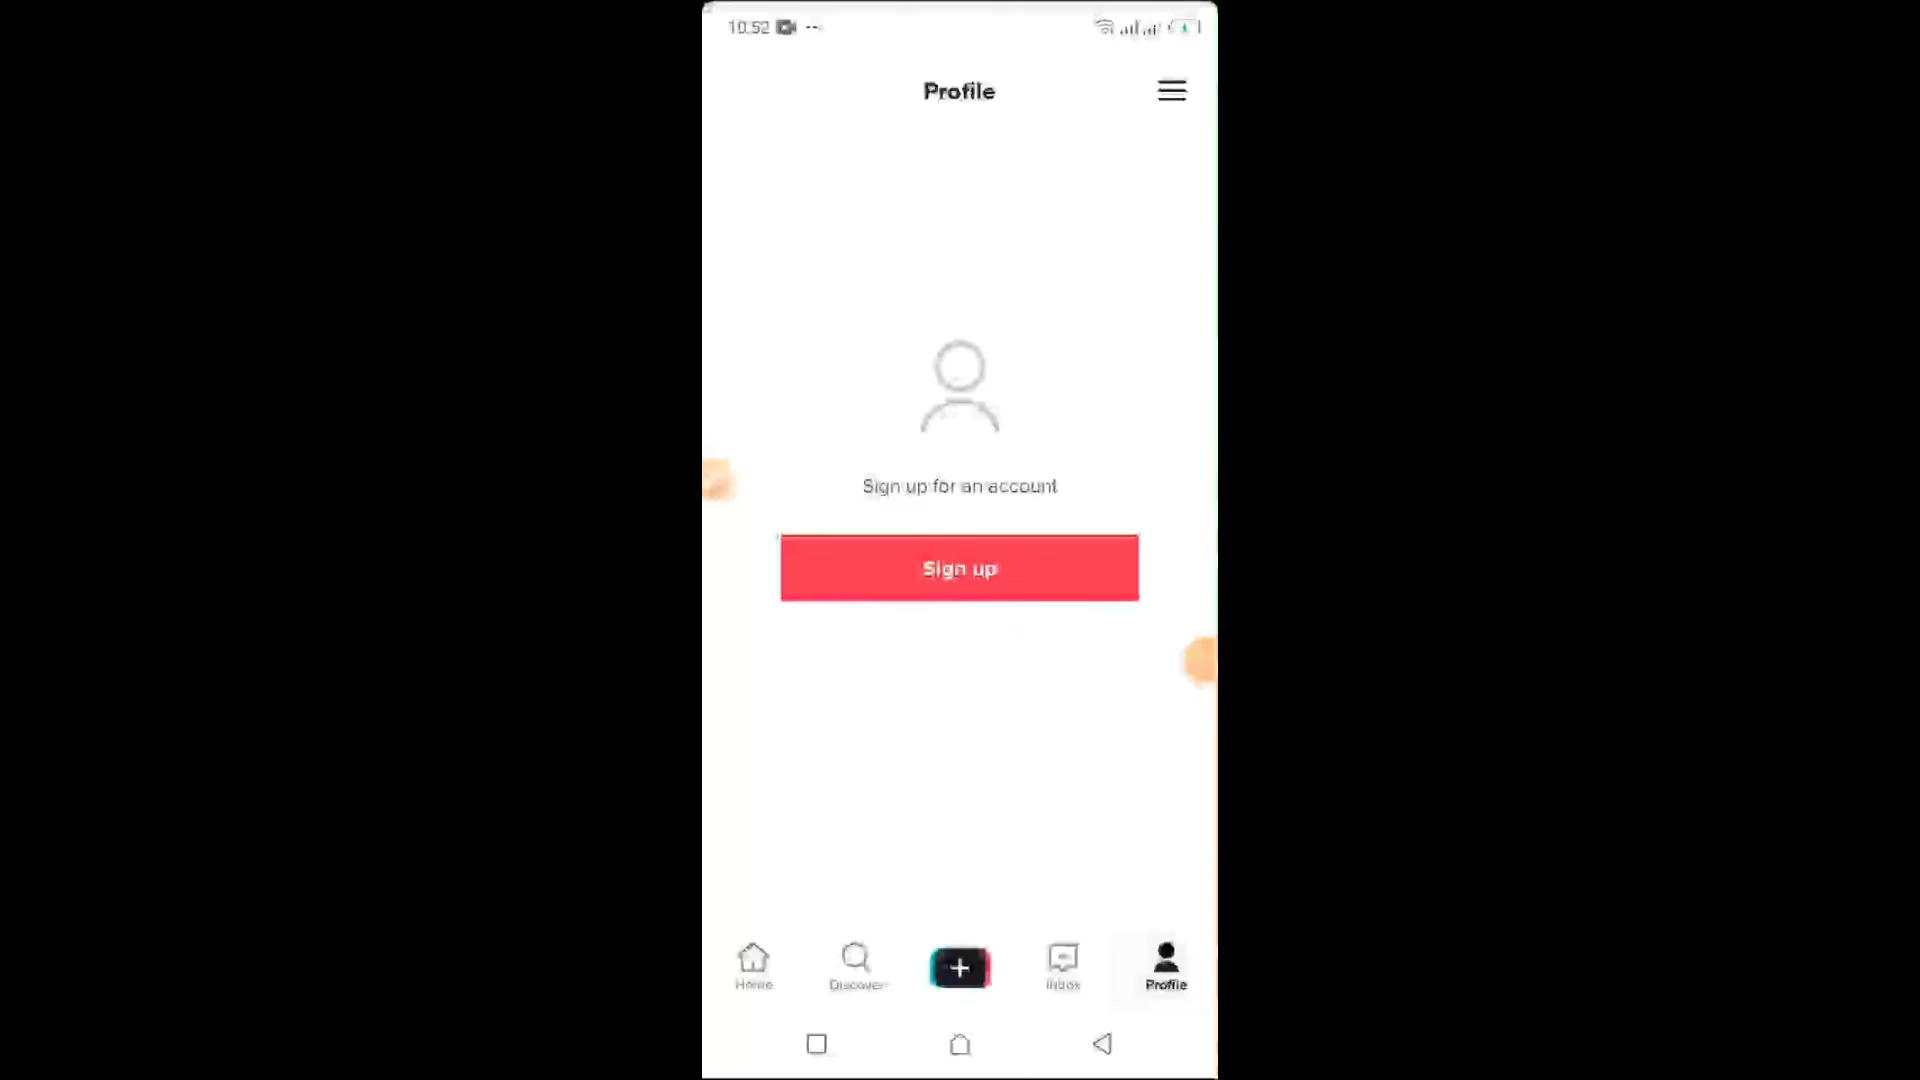 10.52
Profile
Sign up for an account
Sign up
Home
Discover
Inbox
Profile